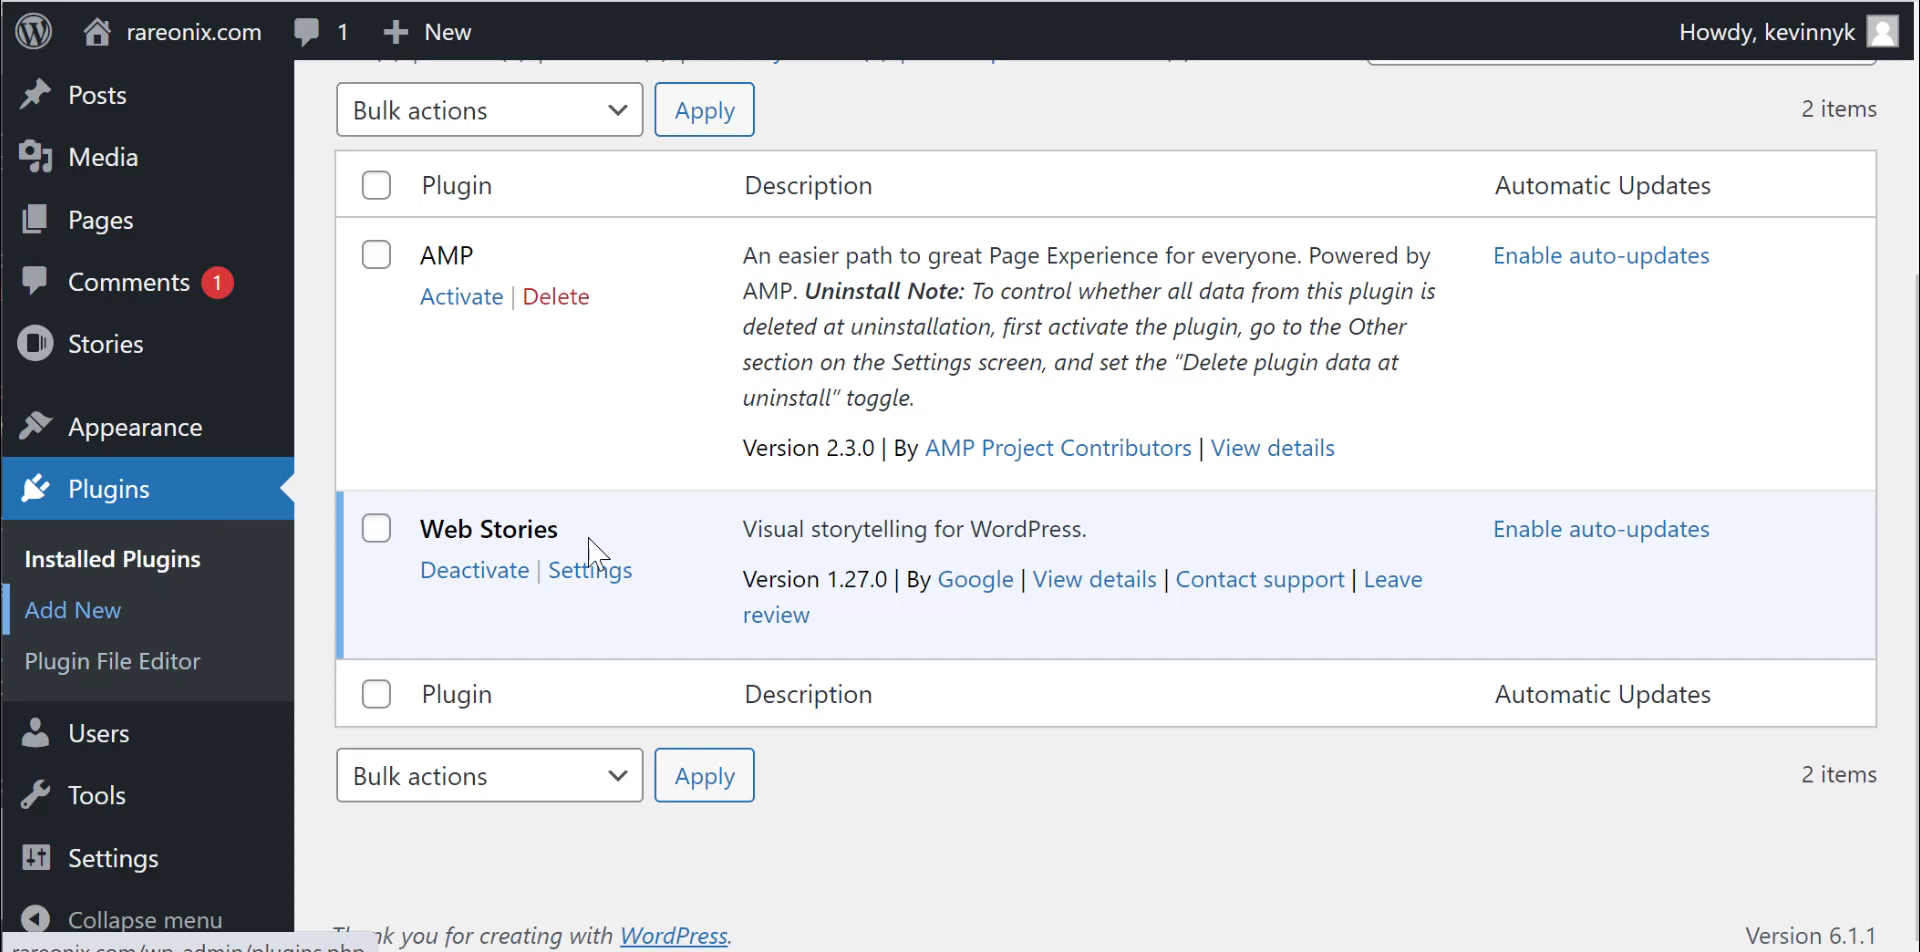 rareonix.com 1 New Howdy, kevinnyk
Posts
Media
Pages
Comments 1
Stories
Appearance
Plugins
Installed Plugins
Add New
Plugin File Editor
Users
Tools
Settings
Collapse menu
Bulk actions Apply 2 items
Plugin Description Automatic Updates
AMP
Activate | Delete
An easier path to great Page Experience for everyone. Powered by
AMP. Uninstall Note: To control whether all data from this plugin is
deleted at uninstallation, first activate the plugin, go to the Other
section on the Settings screen, and set the “Delete plugin data at
uninstall” toggle.
Version 2.3.0 | By AMP Project Contributors | View details
Enable auto-updates
Web Stories
Deactivate | Settings
Visual storytelling for WordPress.
Version 1.27.0 | By Google | View details | Contact support | Leave
review
Enable auto-updates
Plugin Description Automatic Updates
Bulk actions Apply 2 items
you for creating with WordPress. Version 6.1.1
rareonix.com/wp-admin/plugins.php